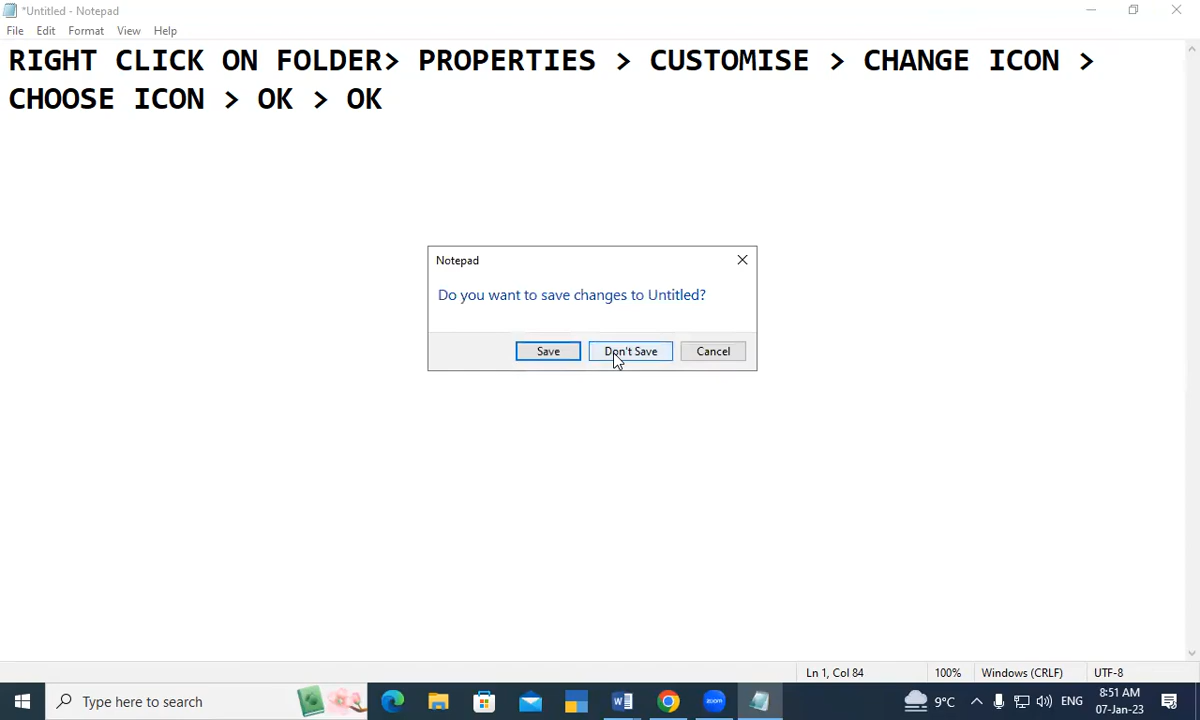 *Untitled - Notepad
File Edit Format View Help
RIGHT CLICK ON FOLDER> PROPERTIES > CUSTOMISE > CHANGE ICON >
CHOOSE ICON > OK > OK
Notepad
Do you want to save changes to Untitled?
Save Don't Save Cancel
Ln 1, Col 84 100% Windows (CRLF) UTF-8
Type here to search zoom 9°C ENG 8:51 AM
07-Jan-23